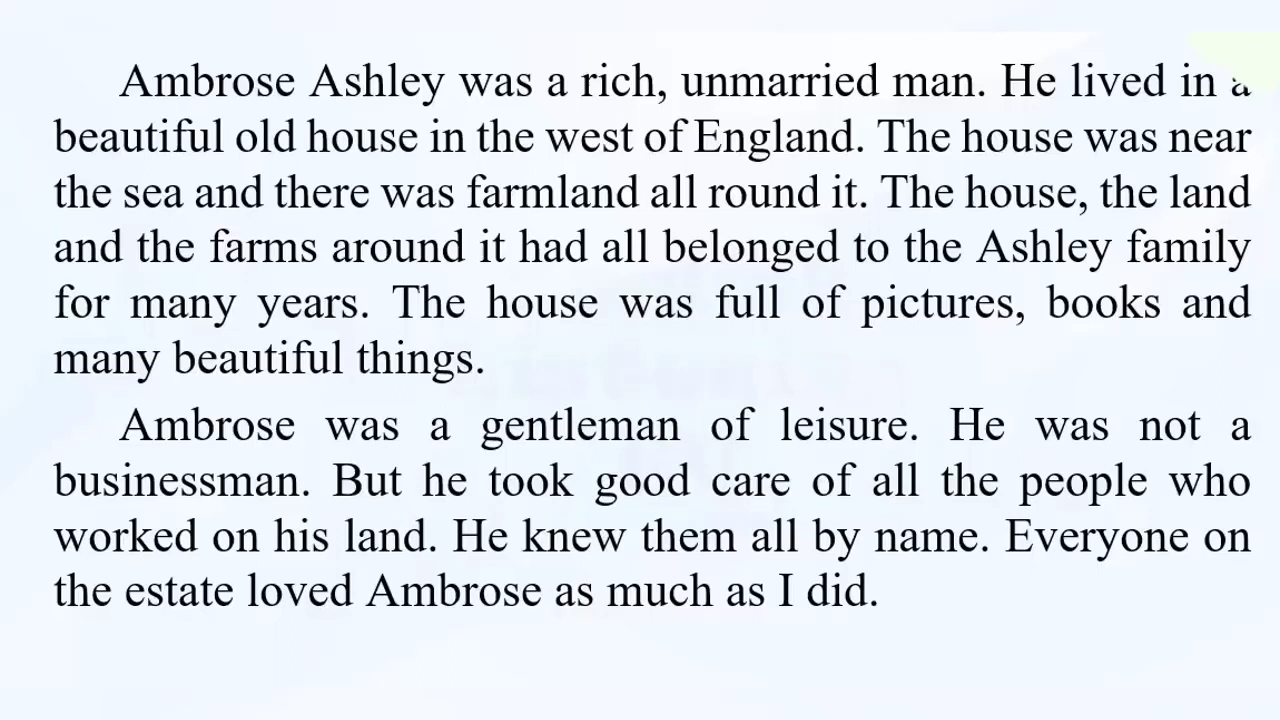 Ambrose Ashley was a rich, unmarried man. He lived in a
beautiful old house in the west of England. The house was near
the sea and there was farmland all round it. The house, the land
and the farms around it had all belonged to the Ashley family
for many years. The house was full of pictures, books and
many beautiful things.
Ambrose was a gentleman of leisure. He was not a
businessman. But he took good care of all the people who
worked on his land. He knew them all by name. Everyone on
the estate loved Ambrose as much as I did.